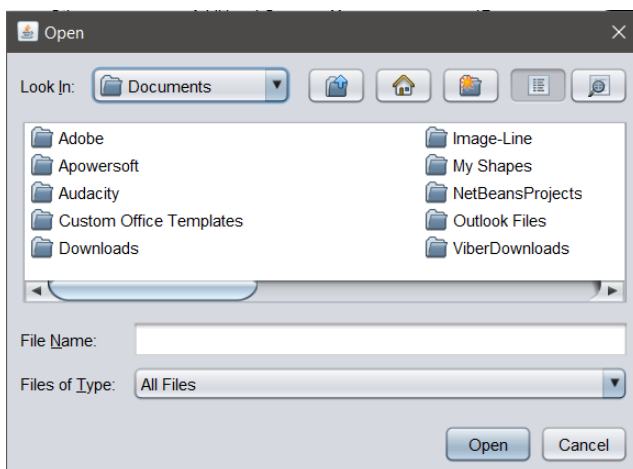 Open
Look In: Documents
Adobe
Image-Line
Apowersoft
My Shapes
Audacity
NetBeansProjects
Custom Office Templates
Outlook Files
Downloads
ViberDownloads
File Name:
Files of Type: All Files
Open Cancel